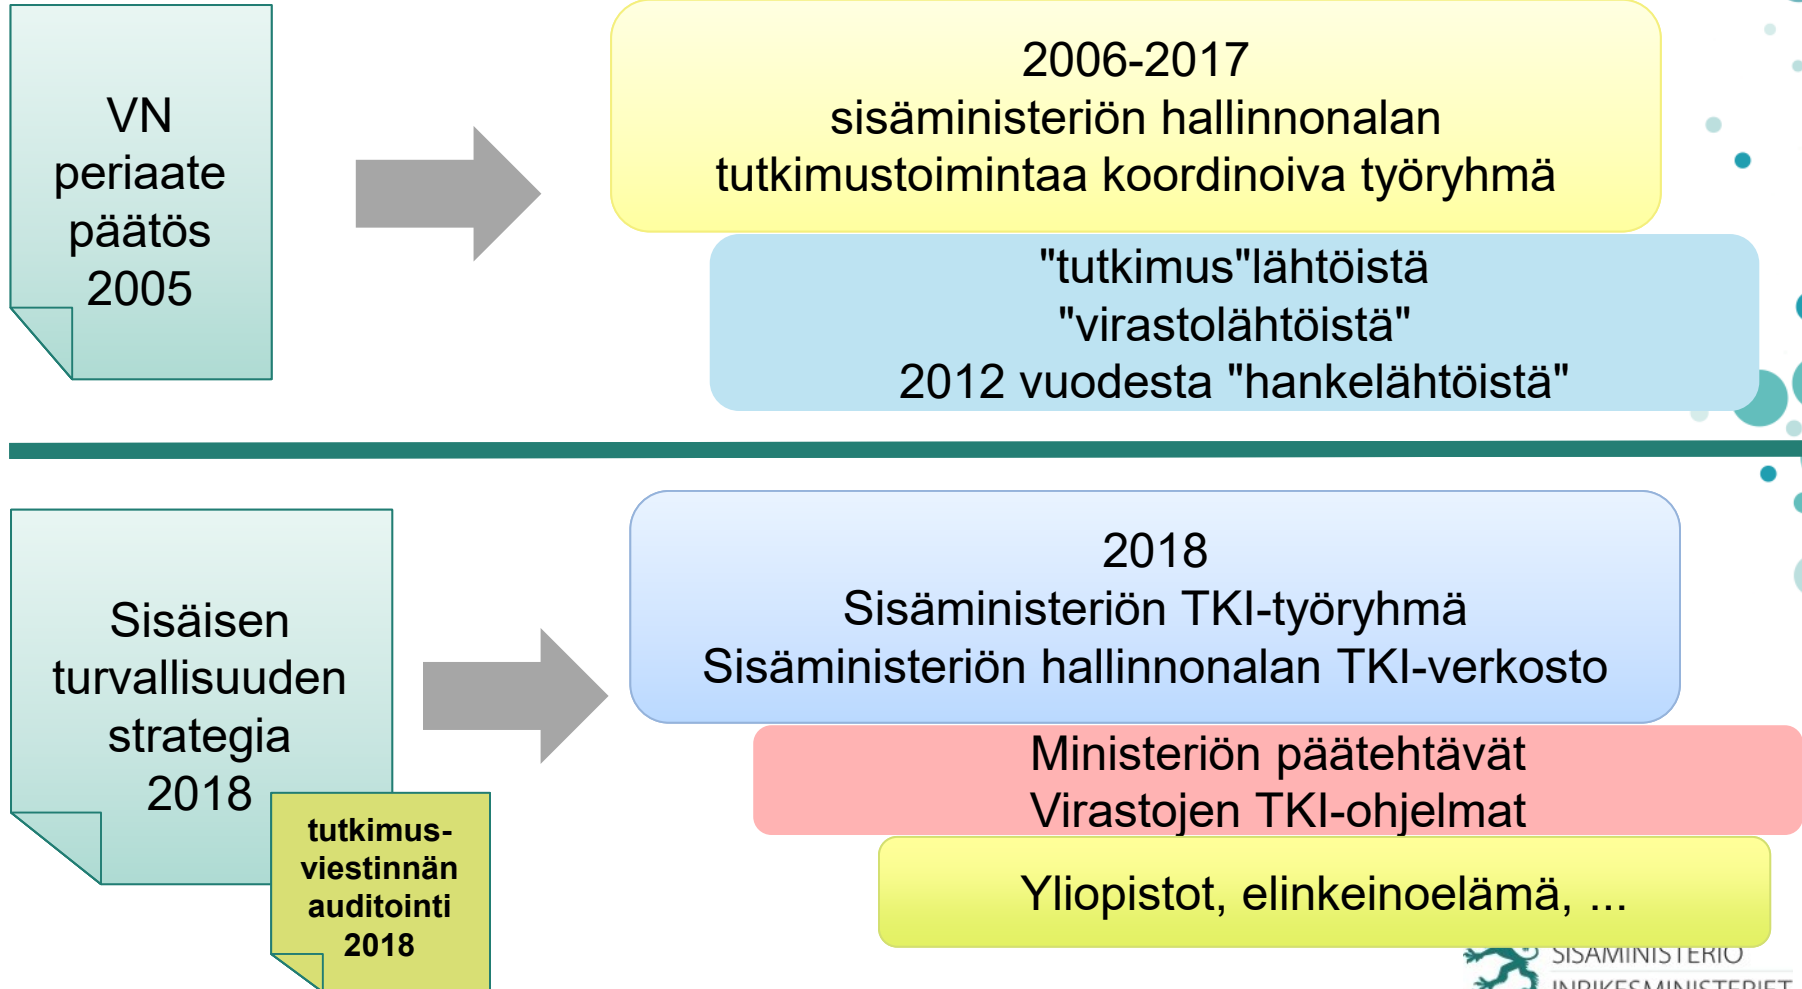 VN
periaate
päätös
2005
2006-2017
sisäministeriön hallinnonalan
tutkimustoimintaa koordinoiva työryhmä
"tutkimus"lähtöistä
"virastolähtöistä"
2012 vuodesta "hankelähtöistä"
Sisäisen
turvallisuuden
strategia
2018
tutkimus-
viestinnän
auditointi
2018
2018
Sisäministeriön TKI-työryhmä
Sisäministeriön hallinnonalan TKI-verkosto
Ministeriön päätehtävät
Virastojen TKI-ohjelmat
Yliopistot, elinkeinoelämä, ...
SISÄMINISTERIÖ
INRIKESMINISTERIET